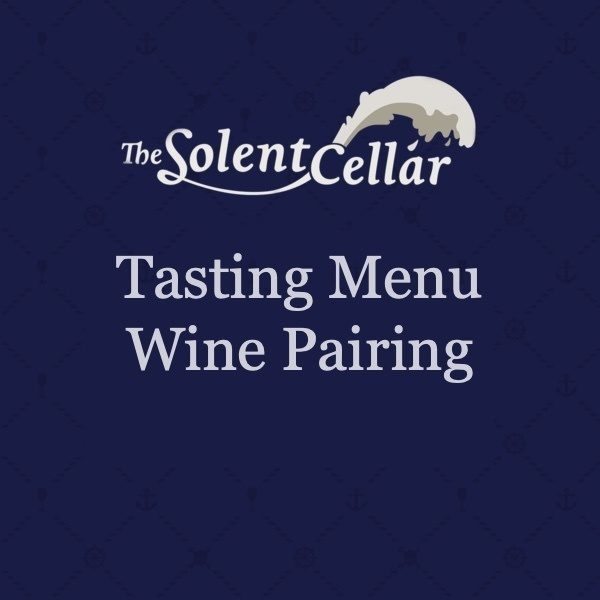 The Solent Cellar
Tasting Menu
Wine Pairing